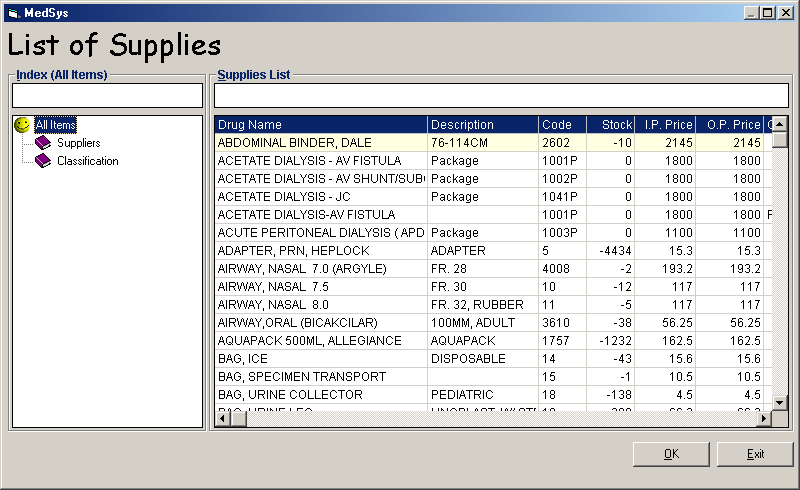 MedSys
List of Supplies
Index (All Items)
All Items
Suppliers
Classification
Supplies List
Drug Name Description Code Stock I.P. Price O.P. Price
ABDOMINAL BINDER, DALE 76-114CM 2602 -10 2145 2145
ACETATE DIALYSIS - AV FISTULA Package 1001P 0 1800 1800
ACETATE DIALYSIS - AV SHUNT/SUB Package 1002P 0 1800 1800
ACETATE DIALYSIS - JC Package 1041P 0 1800 1800
ACETATE DIALYSIS-AV FISTULA 1001P 0 1800 1800
ACUTE PERITONEAL DIALYSIS ( APD Package 1003P 0 1100 1100
ADAPTER, PRN, HEPLOCK ADAPTER 5 -4434 15.3 15.3
AIRWAY, NASAL 7.0 (ARGYLE) FR. 28 4008 -2 193.2 193.2
AIRWAY, NASAL 7.5 FR. 30 10 -12 117 117
AIRWAY, NASAL 8.0 FR. 32, RUBBER 11 -5 117 117
AIRWAY,ORAL (BICAKCILAR) 100MM, ADULT 3610 -38 56.25 56.25
AQUAPACK 500ML, ALLEGIANCE AQUAPACK 1757 -1232 162.5 162.5
BAG, ICE DISPOSABLE 14 -43 15.6 15.6
BAG, SPECIMEN TRANSPORT 15 -1 10.5 10.5
BAG, URINE COLLECTOR PEDIATRIC 18 -138 4.5 4.5
BAG, URINE LEG
OK Exit